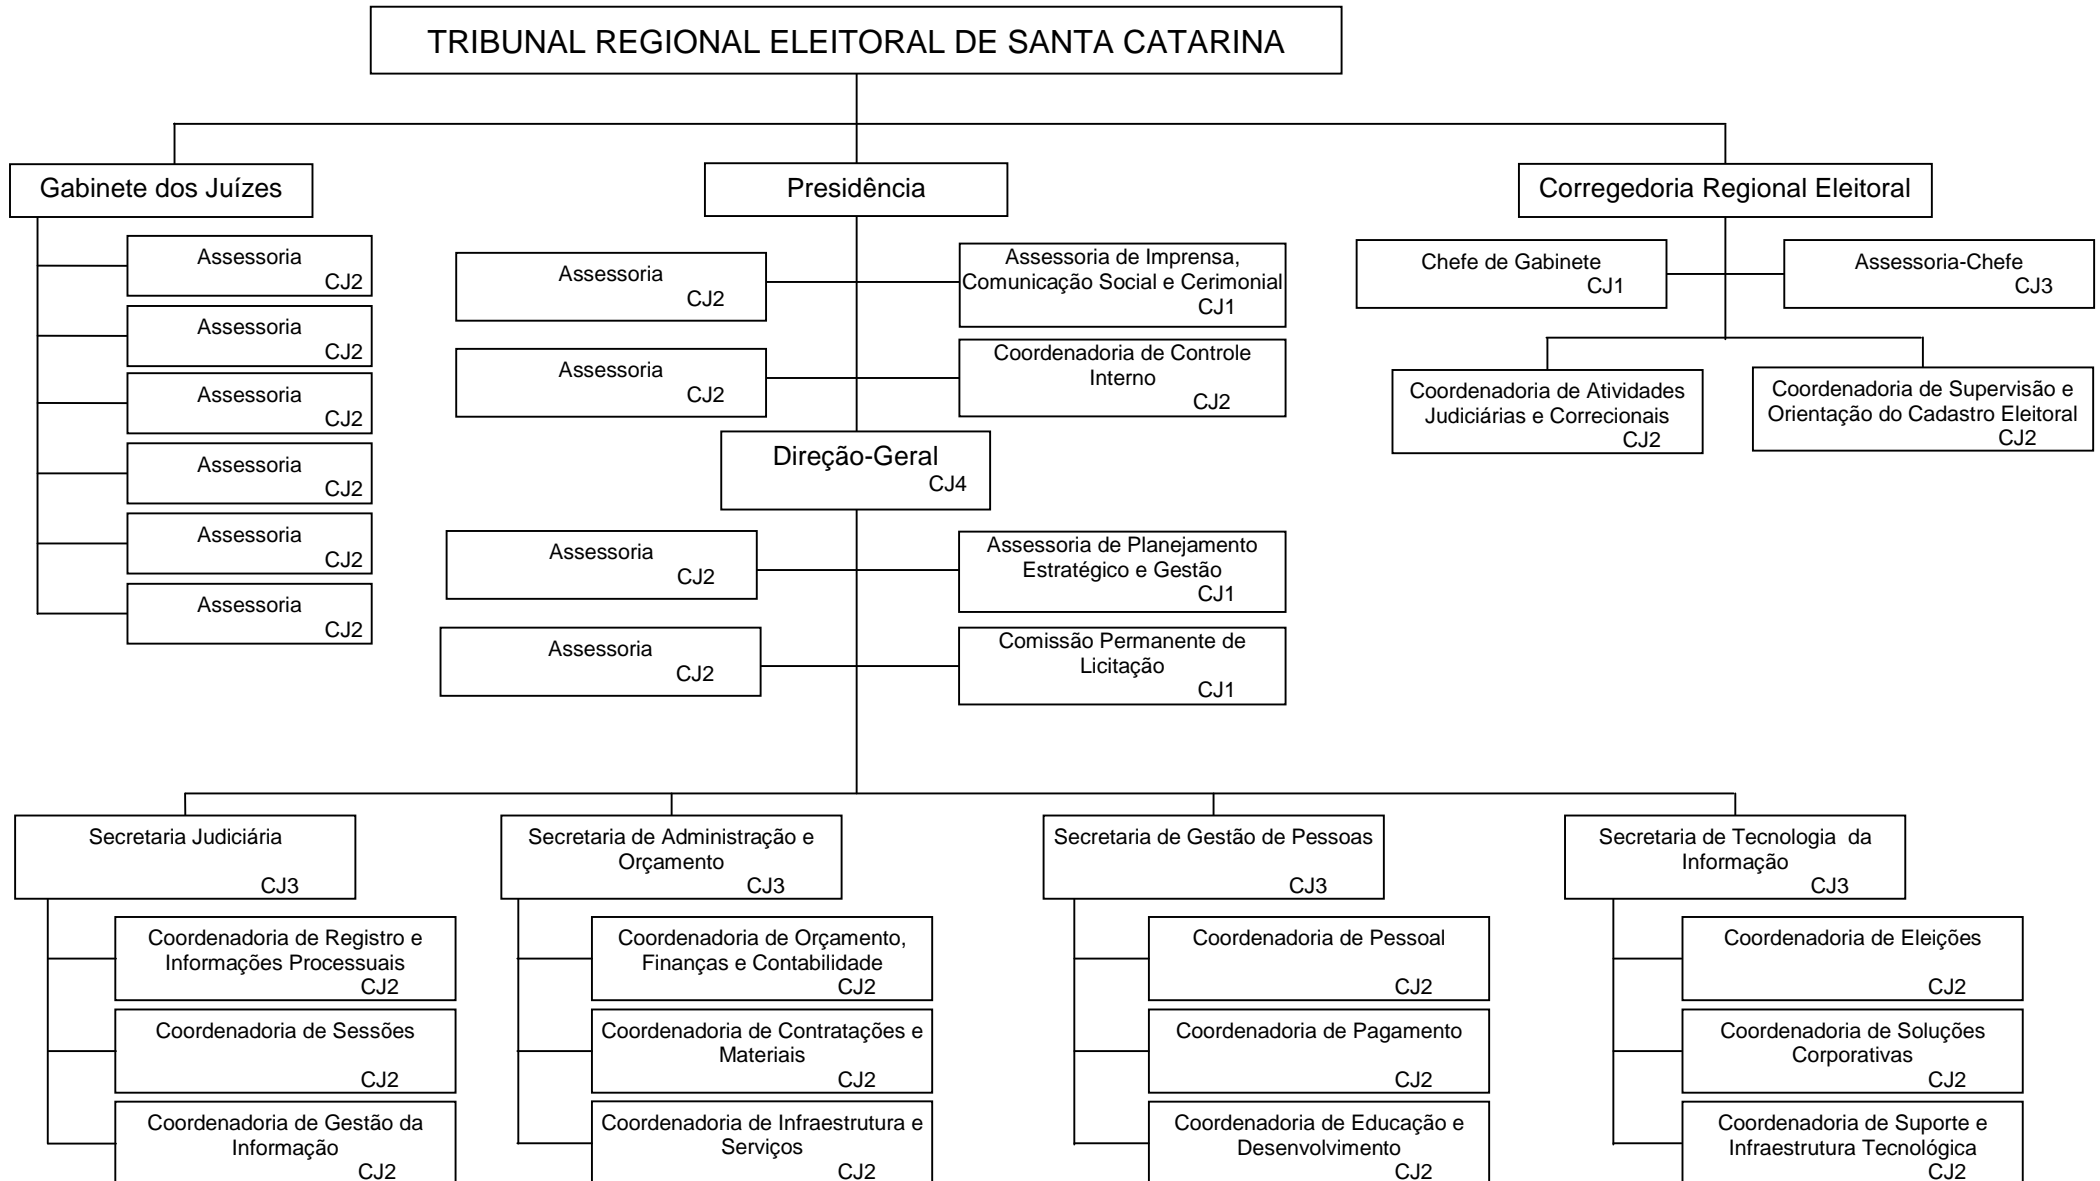 TRIBUNAL REGIONAL ELEITORAL DE SANTA CATARINA
Gabinete dos Juízes
Assessoria
CJ2
Assessoria
CJ2
Assessoria
CJ2
Assessoria
CJ2
Assessoria
CJ2
Assessoria
CJ2
Presidência
Assessoria
CJ2
Assessoria de Imprensa,
Comunicação Social e Cerimonial
CJ1
Assessoria
CJ2
Coordenadoria de Controle
Interno
CJ2
Direção-Geral
CJ4
Assessoria
CJ2
Assessoria de Planejamento
Estratégico e Gestão
CJ1
Assessoria
CJ2
Comissão Permanente de
Licitação
CJ1
Corregedoria Regional Eleitoral
Chefe de Gabinete
CJ1
Assessoria-Chefe
CJ3
Coordenadoria de Atividades
Judiciárias e Correcionais
CJ2
Coordenadoria de Supervisão e
Orientação do Cadastro Eleitoral
CJ2
Secretaria Judiciária
CJ3
Coordenadoria de Registro e
Informações Processuais
CJ2
Coordenadoria de Sessões
CJ2
Coordenadoria de Gestão da
Informação
CJ2
Secretaria de Administração e
Orçamento
CJ3
Coordenadoria de Orçamento,
Finanças e Contabilidade
CJ2
Coordenadoria de Contratações e
Materiais
CJ2
Coordenadoria de Infraestrutura e
Serviços
CJ2
Secretaria de Gestão de Pessoas
CJ3
Coordenadoria de Pessoal
CJ2
Coordenadoria de Pagamento
CJ2
Coordenadoria de Educação e
Desenvolvimento
CJ2
Secretaria de Tecnologia da
Informação
CJ3
Coordenadoria de Eleições
CJ2
Coordenadoria de Soluções
Corporativas
CJ2
Coordenadoria de Suporte e
Infraestrutura Tecnológica
CJ2